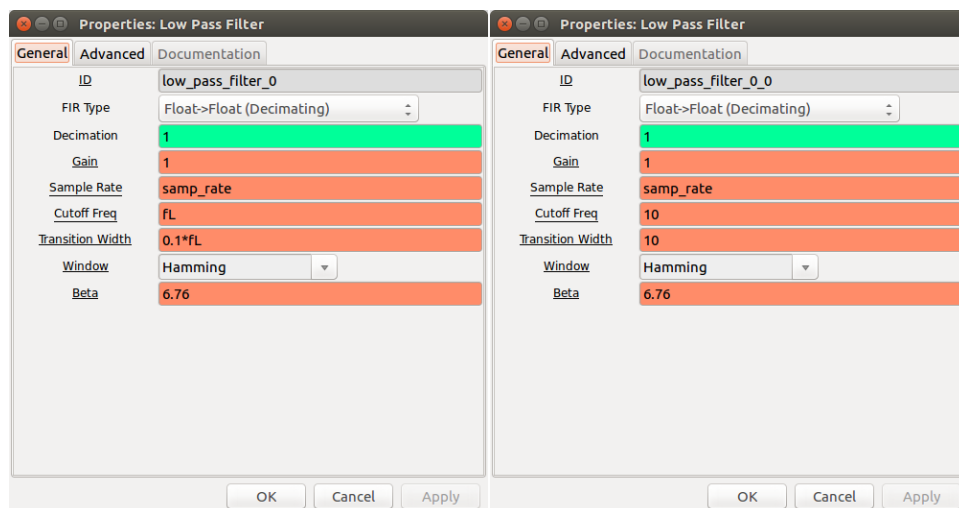 Properties: Low Pass Filter
General Advanced Documentation
ID low_pass_filter_0
FIR Type Float->Float (Decimating)
Decimation 1
Gain 1
Sample Rate samp_rate
Cutoff Freq fL
Transition Width 0.1*fL
Window Hamming
Beta 6.76
OK Cancel Apply
Properties: Low Pass Filter
General Advanced Documentation
ID low_pass_filter_0_0
FIR Type Float->Float (Decimating)
Decimation 1
Gain 1
Sample Rate samp_rate
Cutoff Freq 10
Transition Width 10
Window Hamming
Beta 6.76
OK Cancel Apply